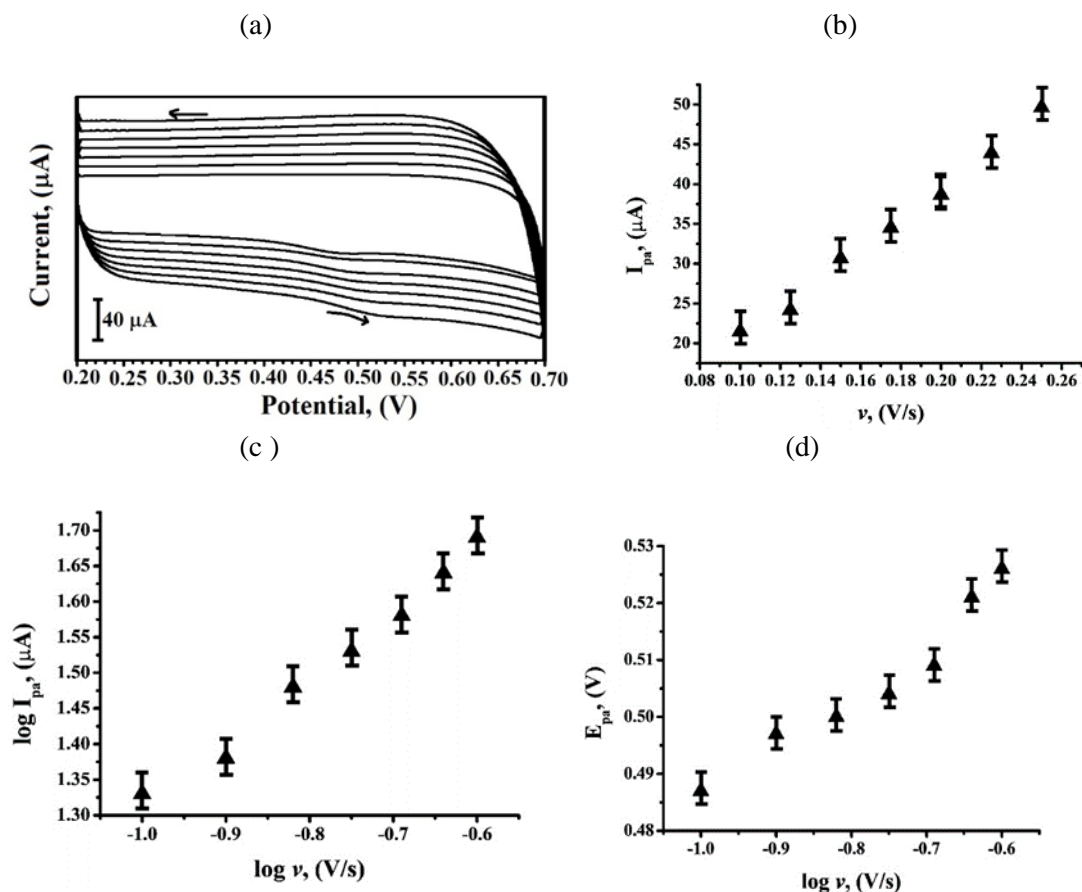 (a)
Current, (μA)
40 μA
0.20 0.25 0.30 0.35 0.40 0.45 0.50 0.55 0.60 0.65 0.70
Potential, (V)
(b)
I_pa, (μA)
50
45
40
35
30
25
20
0.08 0.10 0.12 0.14 0.16 0.18 0.20 0.22 0.24 0.26
v, (V/s)
(c )
log I_pa, (μA)
1.70
1.65
1.60
1.55
1.50
1.45
1.40
1.35
1.30
-1.0 -0.9 -0.8 -0.7 -0.6
log v, (V/s)
(d)
E_pa, (V)
0.53
0.52
0.51
0.50
0.49
0.48
-1.0 -0.9 -0.8 -0.7 -0.6
log v, (V/s)